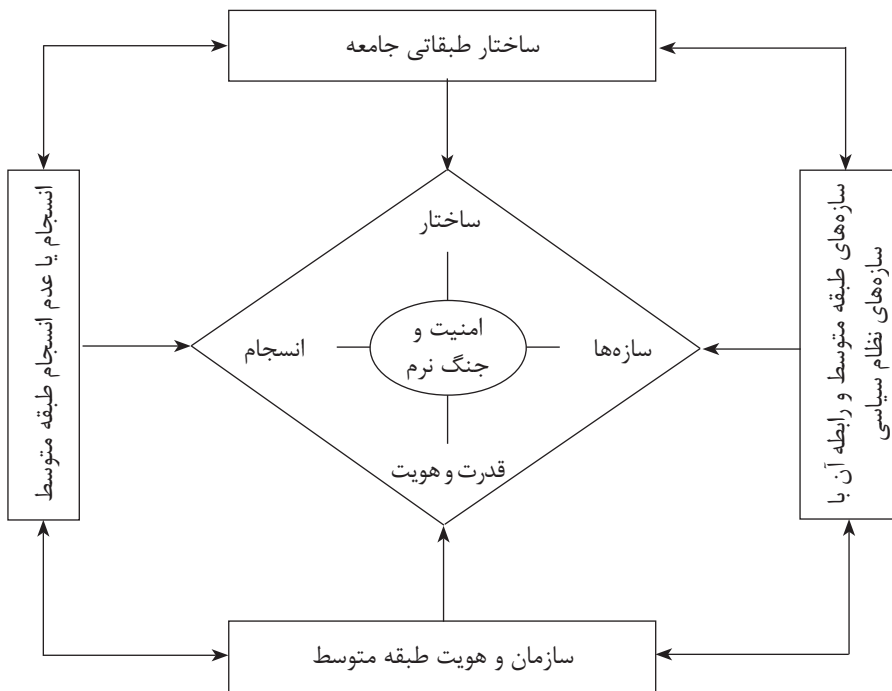 ساختار طبقاتی جامعه
سازه‌های طبقه متوسط و رابطه آن با
سازه‌های نظام سیاسی
انسجام یا عدم انسجام طبقه متوسط
ساختار
سازه‌ها
امنیت و
جنگ نرم
انسجام
قدرت و هویت
سازمان و هویت طبقه متوسط